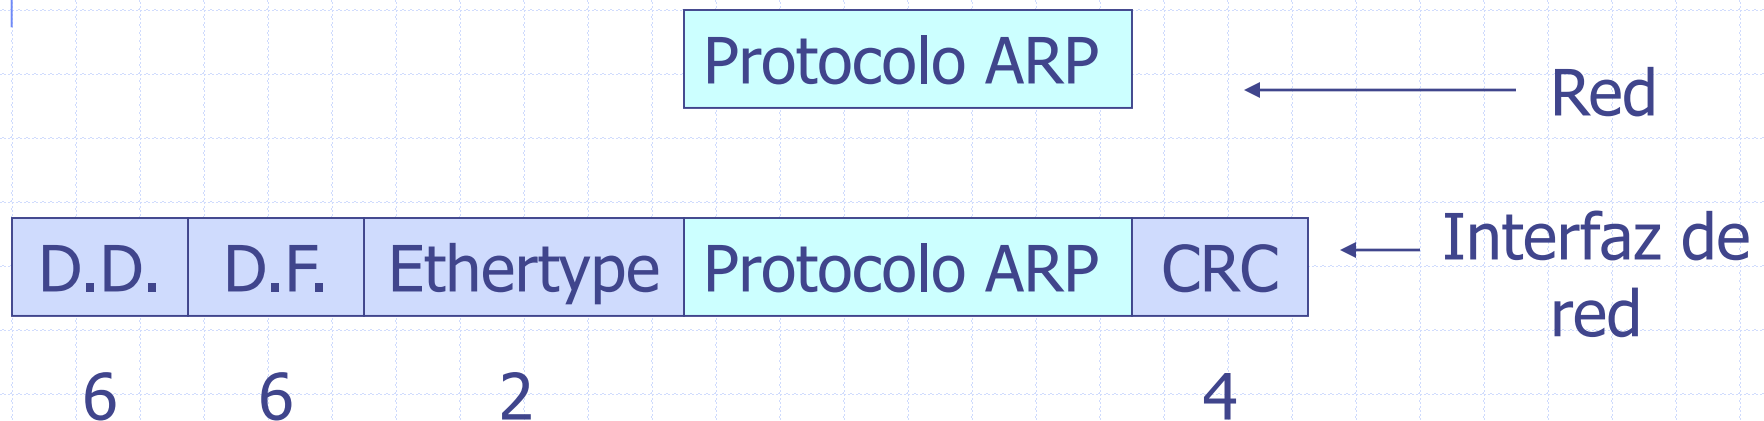 Protocolo ARP
Red
D.D. D.F. Ethertype Protocolo ARP CRC
Interfaz de
red
6 6 2 4